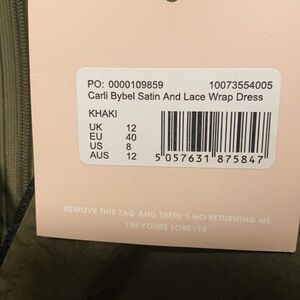 PO: 0000109859 10073554005
Carli Bybel Satin And Lace Wrap Dress
KHAKI
UK 12
EU 40
US 8
AUS 12
5 057631 875847
REMOVE THIS TAG AND THERE'S NO RETURNING ME
I'M YOURS FOREVER